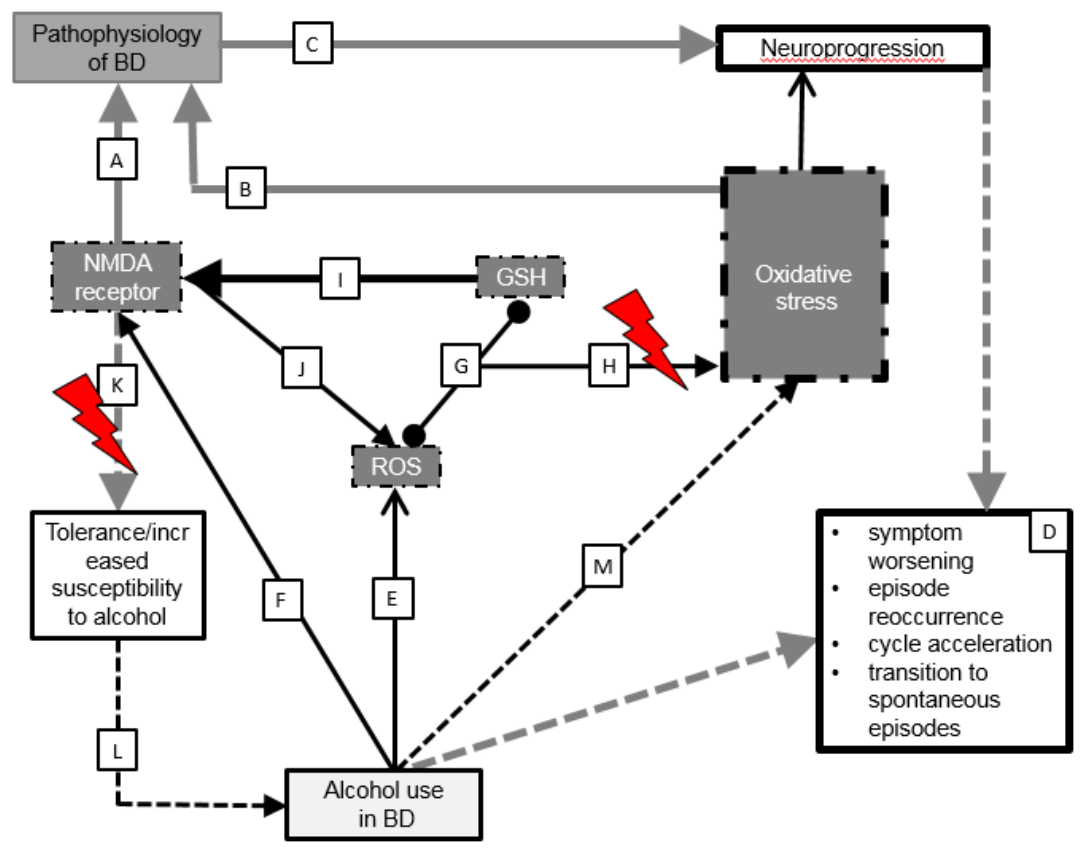 Pathophysiology
of BD
C
Neuroprogression
A
B
NMDA
receptor
I
GSH
Oxidative
stress
J
G
H
K
ROS
Tolerance/incr
eased
susceptibility
to alcohol
F
E
M
D
• symptom
worsening
• episode
reoccurrence
• cycle acceleration
• transition to
spontaneous
episodes
L
Alcohol use
in BD